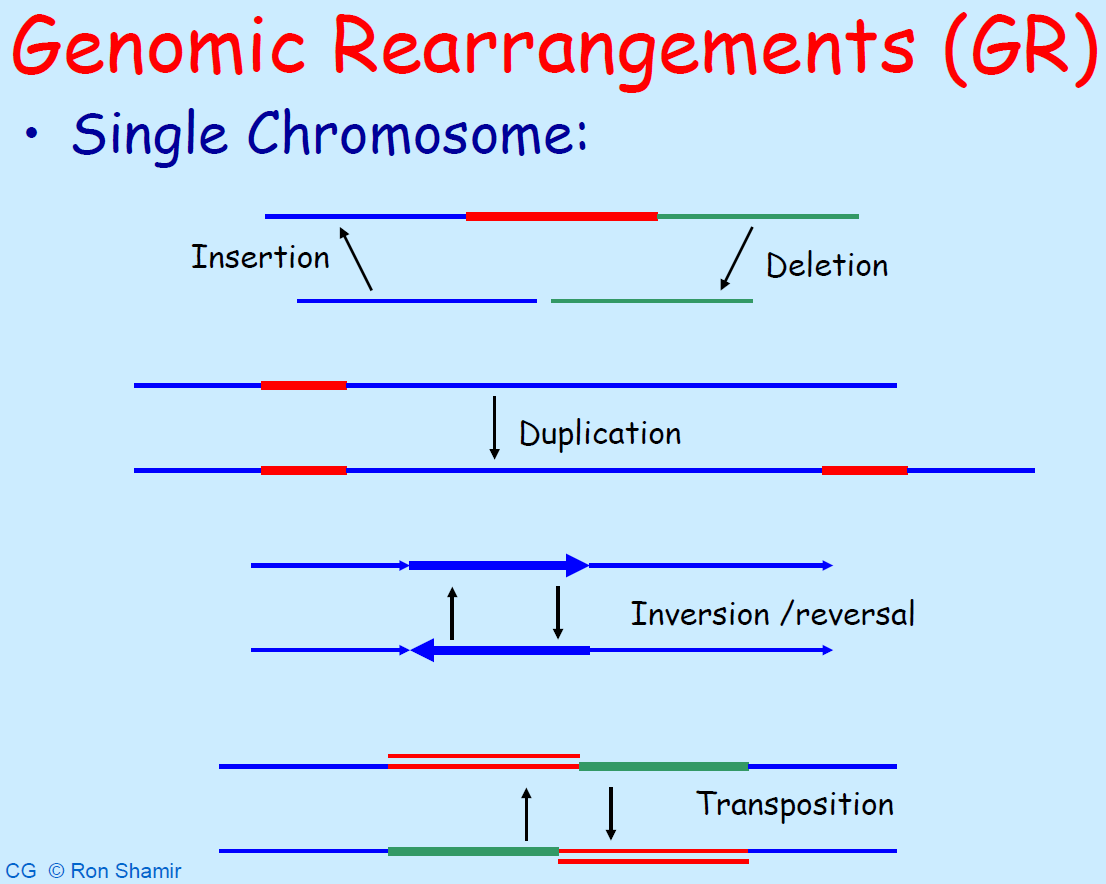 Genomic Rearrangements (GR)
• Single Chromosome:
Insertion
Deletion
Duplication
Inversion /reversal
Transposition
CG © Ron Shamir